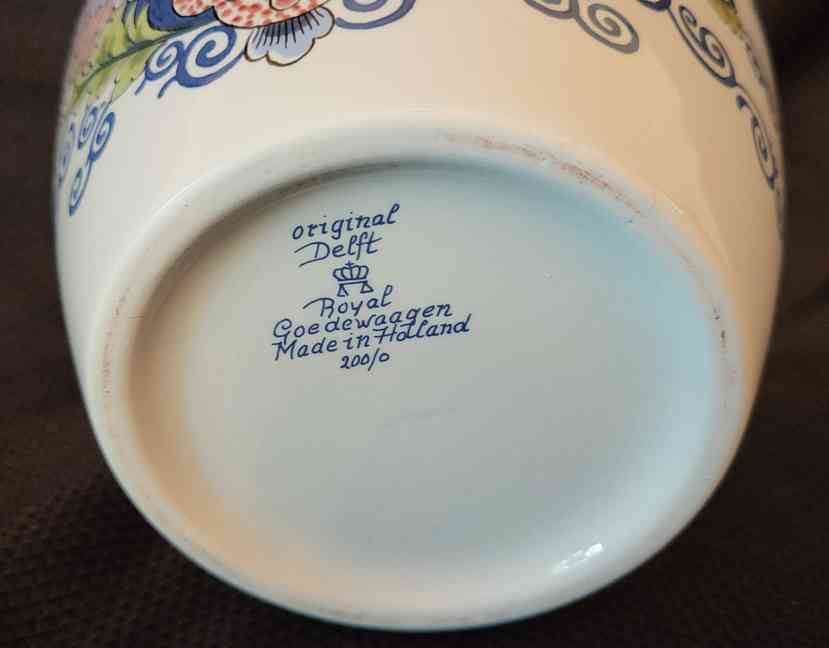 original
Delft
Royal
Goedewaagen
Made in Holland
200/0